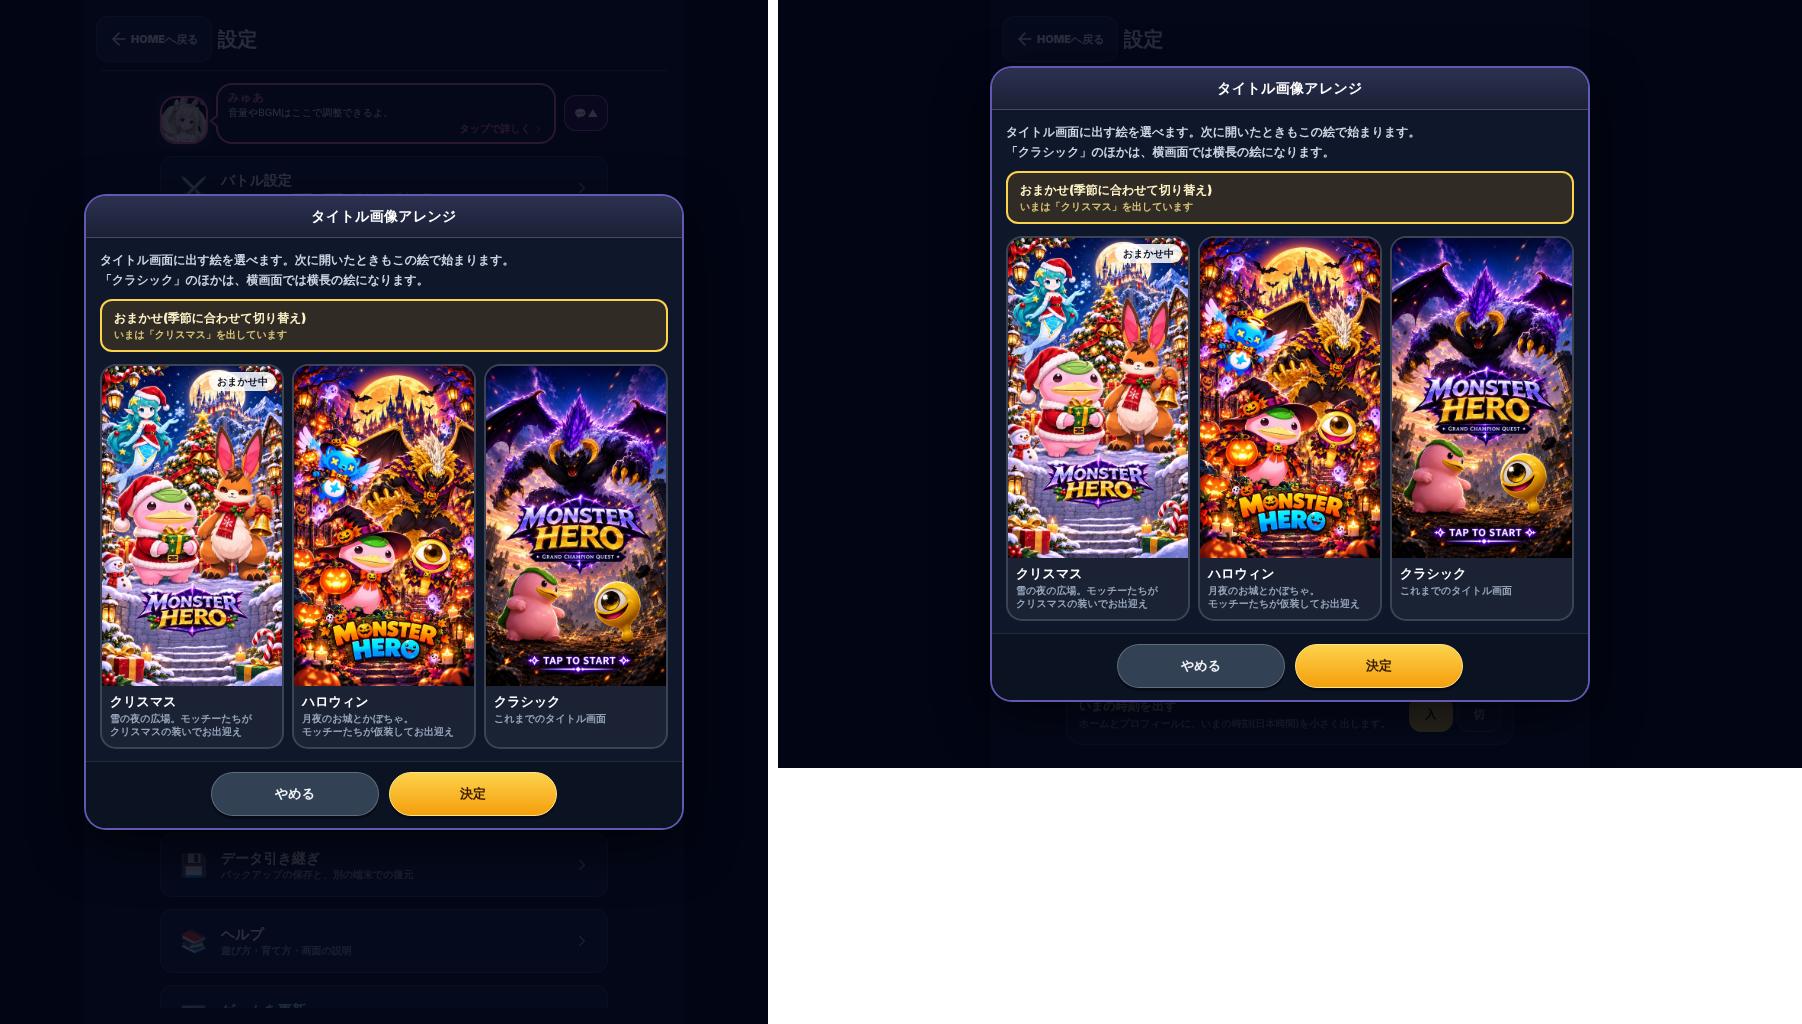 HOMEへ戻る
設定
みゅあ
音量やBGMはここで調整できるよ。
タップで詳しく
バトル設定
タイトル画像アレンジ
タイトル画面に出す絵を選べます。次に開いたときもこの絵で始まります。
「クラシック」のほかは、横画面では横長の絵になります。
おまかせ(季節に合わせて切り替え)
いまは「クリスマス」を出しています
おまかせ中
MONSTER
HERO
MONSTER
HERO
MONSTER
HERO
GRAND CHAMPION QUEST
TAP TO START
クリスマス
雪の夜の広場。モッチーたちが
クリスマスの装いでお出迎え
ハロウィン
月夜のお城とかぼちゃ。
モッチーたちが仮装してお出迎え
クラシック
これまでのタイトル画面
やめる
決定
データ引き継ぎ
バックアップの保存と、別の端末での復元
ヘルプ
遊び方・育て方・画面の説明
HOMEへ戻る
設定
タイトル画像アレンジ
タイトル画面に出す絵を選べます。次に開いたときもこの絵で始まります。
「クラシック」のほかは、横画面では横長の絵になります。
おまかせ(季節に合わせて切り替え)
いまは「クリスマス」を出しています
おまかせ中
MONSTER
HERO
MONSTER
HERO
MONSTER
HERO
GRAND CHAMPION QUEST
TAP TO START
クリスマス
雪の夜の広場。モッチーたちが
クリスマスの装いでお出迎え
ハロウィン
月夜のお城とかぼちゃ。
モッチーたちが仮装してお出迎え
クラシック
これまでのタイトル画面
やめる
決定
いまの時刻を出す
ホームとプロフィールに、いまの時刻(日本時間)を小さく出します。
入
切